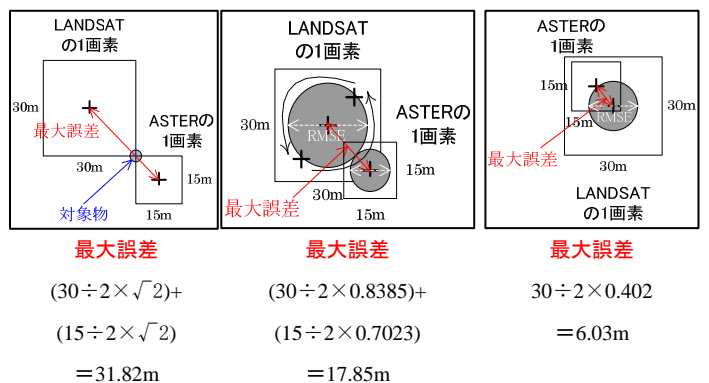 LANDSAT
の1画素
30m
最大誤差
ASTERの
1画素
30m
15m
対象物
15m
最大誤差
(30÷2×√2)+
(15÷2×√2)
＝31.82m
LANDSAT
の1画素
ASTERの
1画素
30m
RMSE
15m
30m
最大誤差
15m
最大誤差
(30÷2×0.8385)+
(15÷2×0.7023)
＝17.85m
ASTERの
1画素
15m
30m
15m
RMSE
最大誤差
30m
LANDSAT
の1画素
最大誤差
30÷2×0.402
＝6.03m